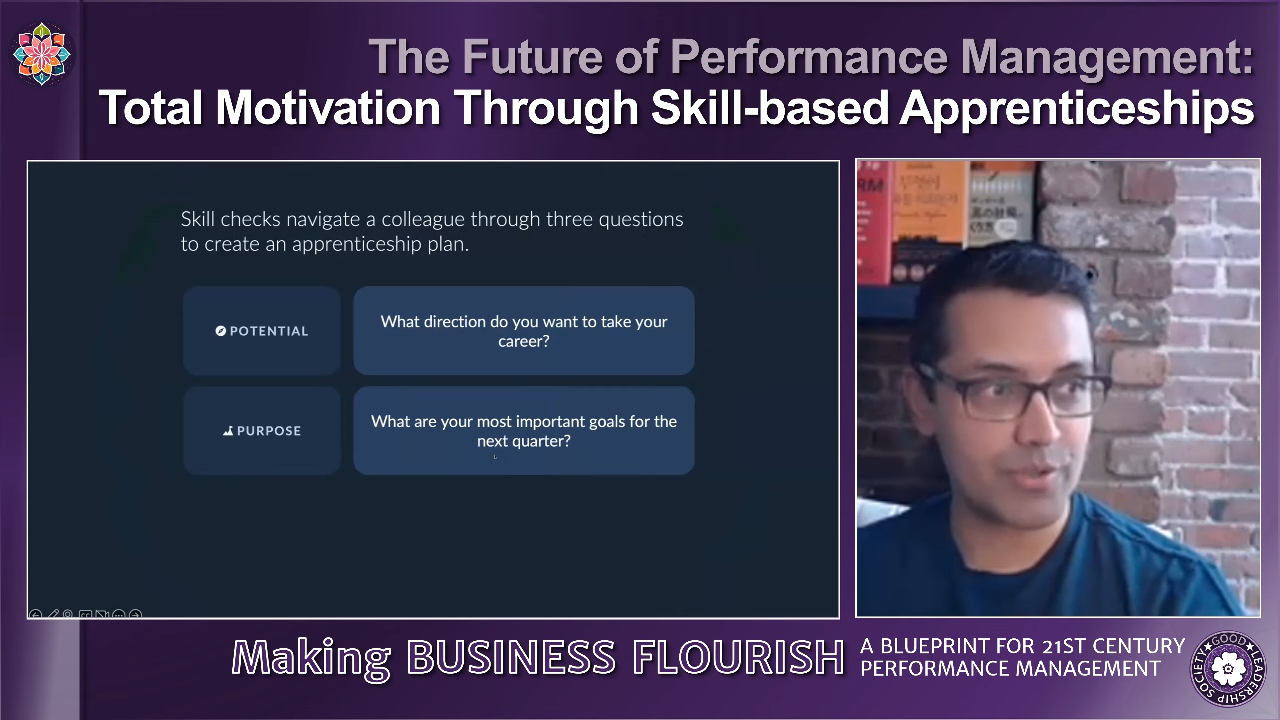 The Future of Performance Management:
Total Motivation Through Skill-based Apprenticeships
Skill checks navigate a colleague through three questions
to create an apprenticeship plan.
POTENTIAL
What direction do you want to take your
career?
PURPOSE
What are your most important goals for the
next quarter?
Making BUSINESS FLOURISH
A BLUEPRINT FOR 21ST CENTURY
PERFORMANCE MANAGEMENT
GOOD LEADERSHIP SOCIETY